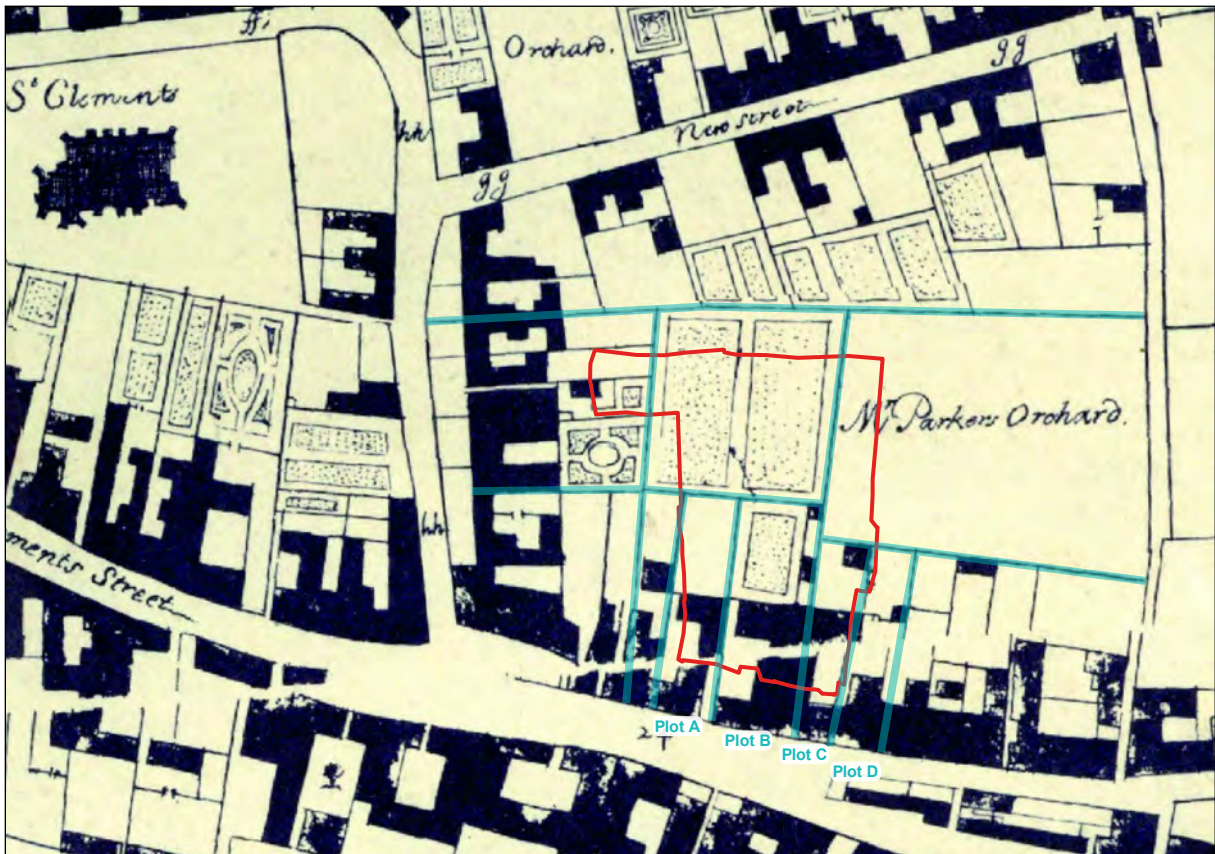 ff
Orchard.
gg
St Clements
hh
New street
gg
Mr Parkers Orchard.
hh
ments Street
Plot A
Plot B
Plot C
Plot D